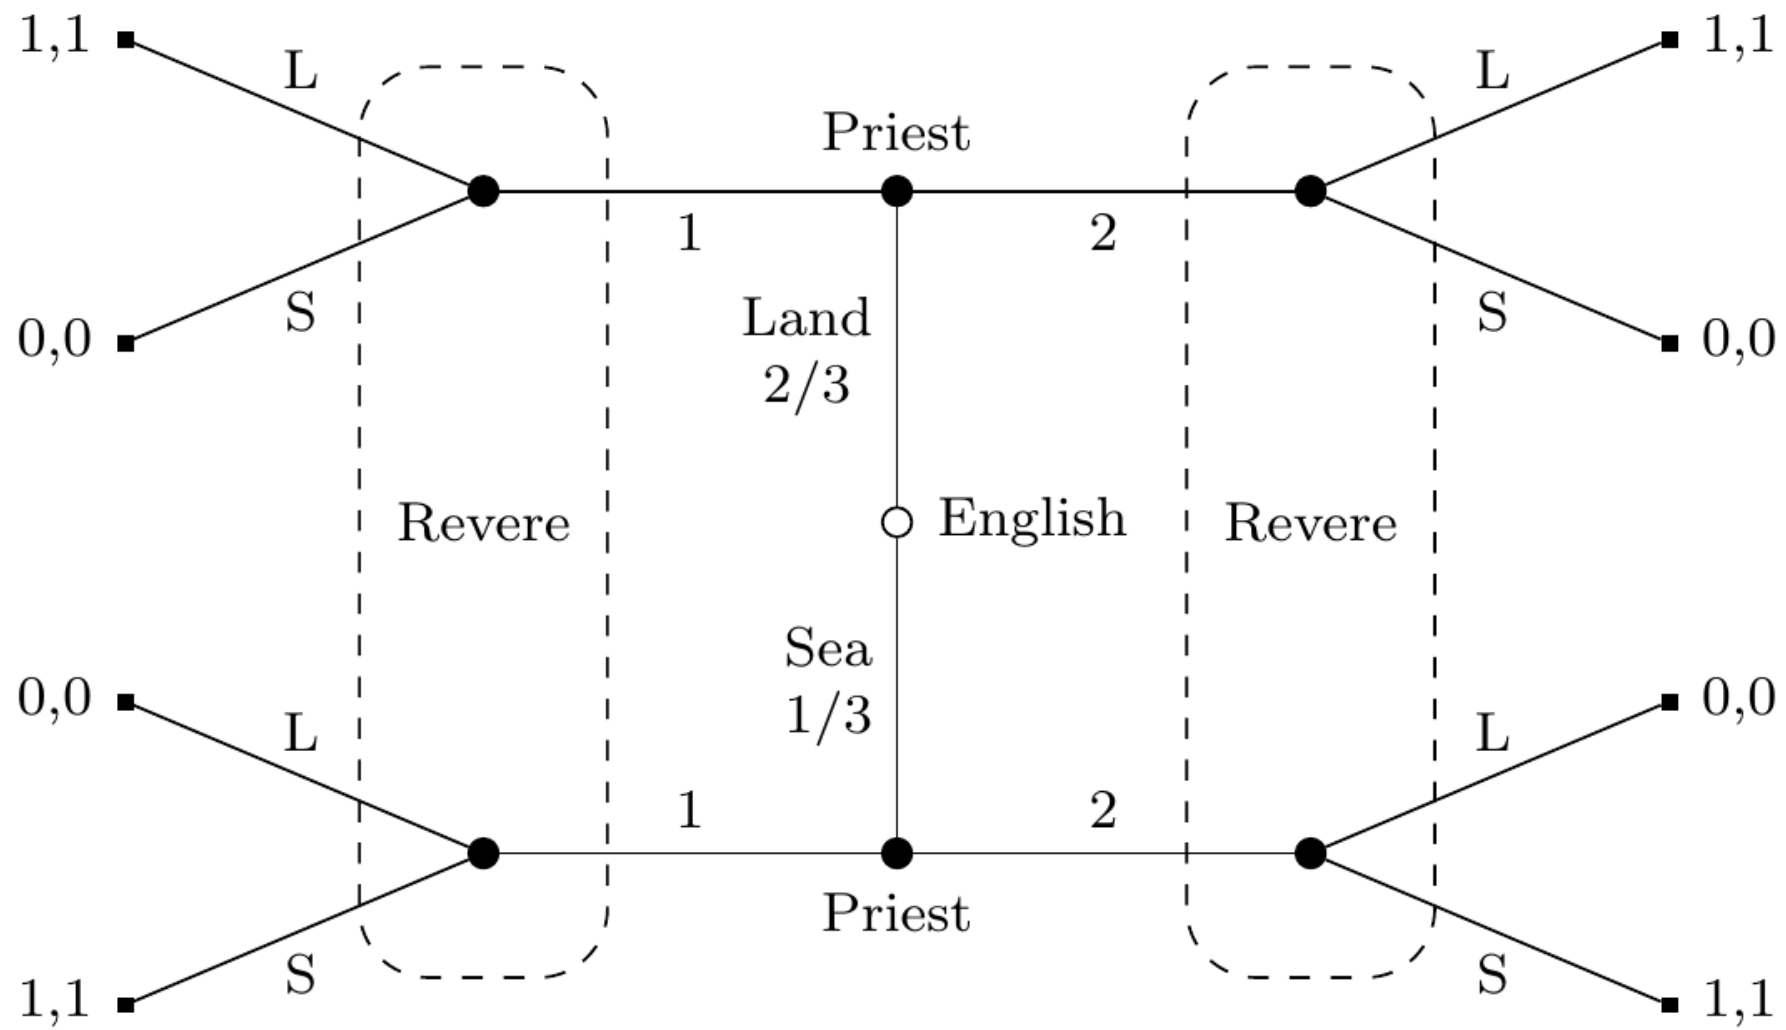 1,1
L
L
1,1
Priest
1
2
Land
2/3
S
S
0,0
0,0
Revere
English
Revere
Sea
1/3
0,0
L
L
0,0
1
2
Priest
S
S
1,1
1,1